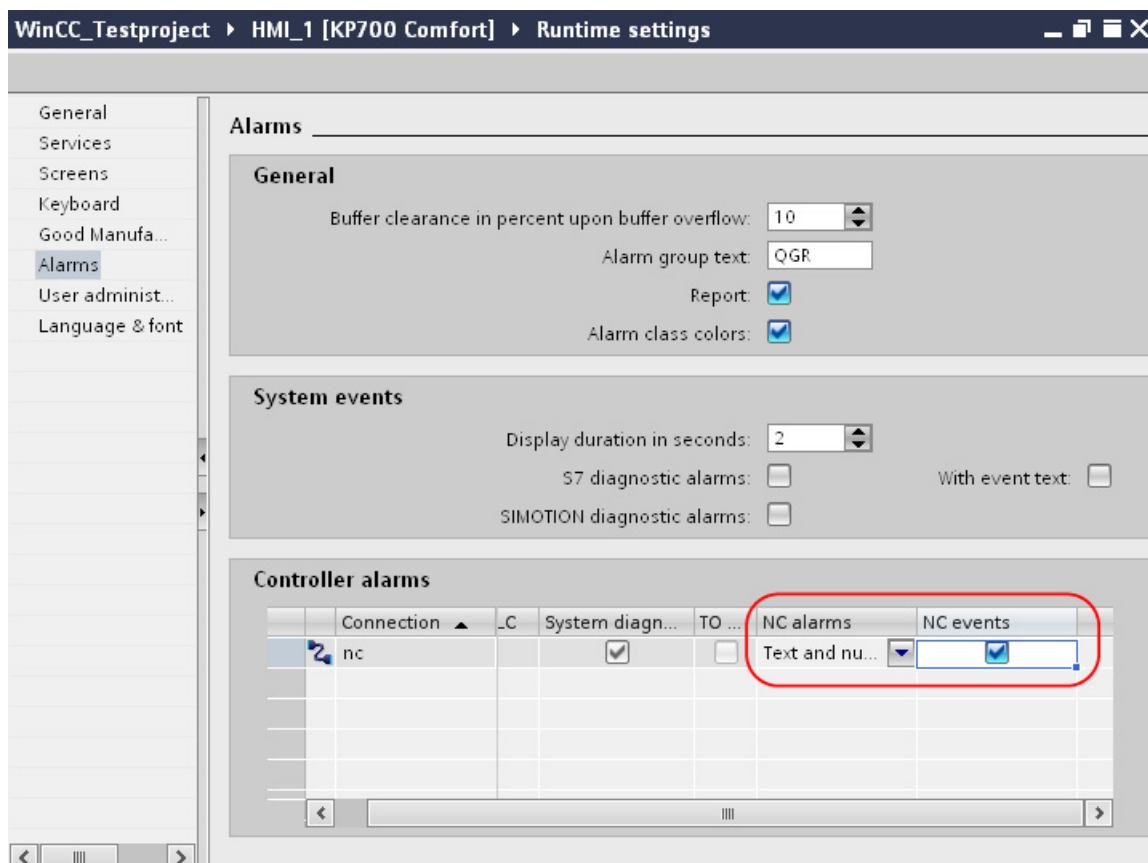 WinCC_Testproject ▸ HMI_1 [KP700 Comfort] ▸ Runtime settings
General
Services
Screens
Keyboard
Good Manufa...
Alarms
User administ...
Language & font
Alarms
General
Buffer clearance in percent upon buffer overflow: 10
Alarm group text: QGR
Report:
Alarm class colors:
System events
Display duration in seconds: 2
S7 diagnostic alarms: With event text:
SIMOTION diagnostic alarms:
Controller alarms
Connection _C System diagn... TO ... NC alarms NC events
nc Text and nu...